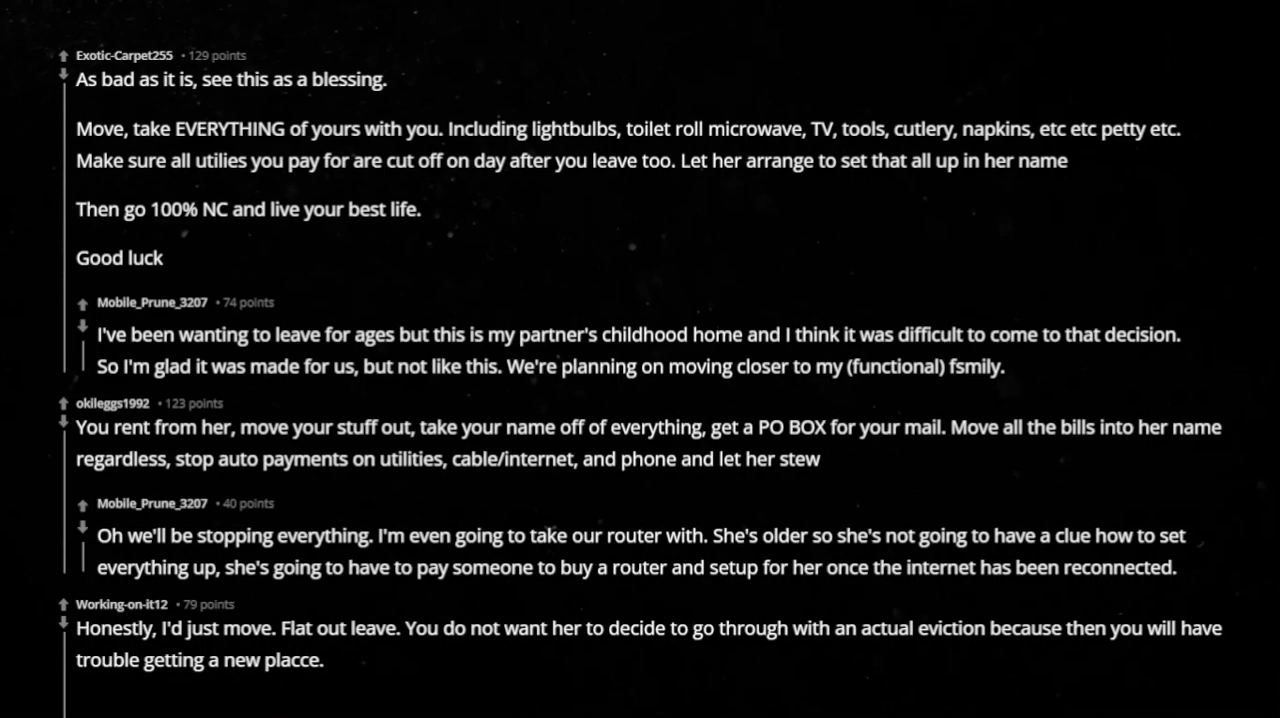 Exotic-Carpet255 • 129 points
As bad as it is, see this as a blessing.
Move, take EVERYTHING of yours with you. Including lightbulbs, toilet roll microwave, TV, tools, cutlery, napkins, etc etc petty etc.
Make sure all utilies you pay for are cut off on day after you leave too. Let her arrange to set that all up in her name
Then go 100% NC and live your best life.
Good luck
Mobile_Prune_3207 • 74 points
I've been wanting to leave for ages but this is my partner's childhood home and I think it was difficult to come to that decision.
So I'm glad it was made for us, but not like this. We're planning on moving closer to my (functional) fsmily.
okileggs1992 • 123 points
You rent from her, move your stuff out, take your name off of everything, get a PO BOX for your mail. Move all the bills into her name
regardless, stop auto payments on utilities, cable/internet, and phone and let her stew
Mobile_Prune_3207 • 40 points
Oh we'll be stopping everything. I'm even going to take our router with. She's older so she's not going to have a clue how to set
everything up, she's going to have to pay someone to buy a router and setup for her once the internet has been reconnected.
Working-on-it12 • 79 points
Honestly, I'd just move. Flat out leave. You do not want her to decide to go through with an actual eviction because then you will have
trouble getting a new placce.